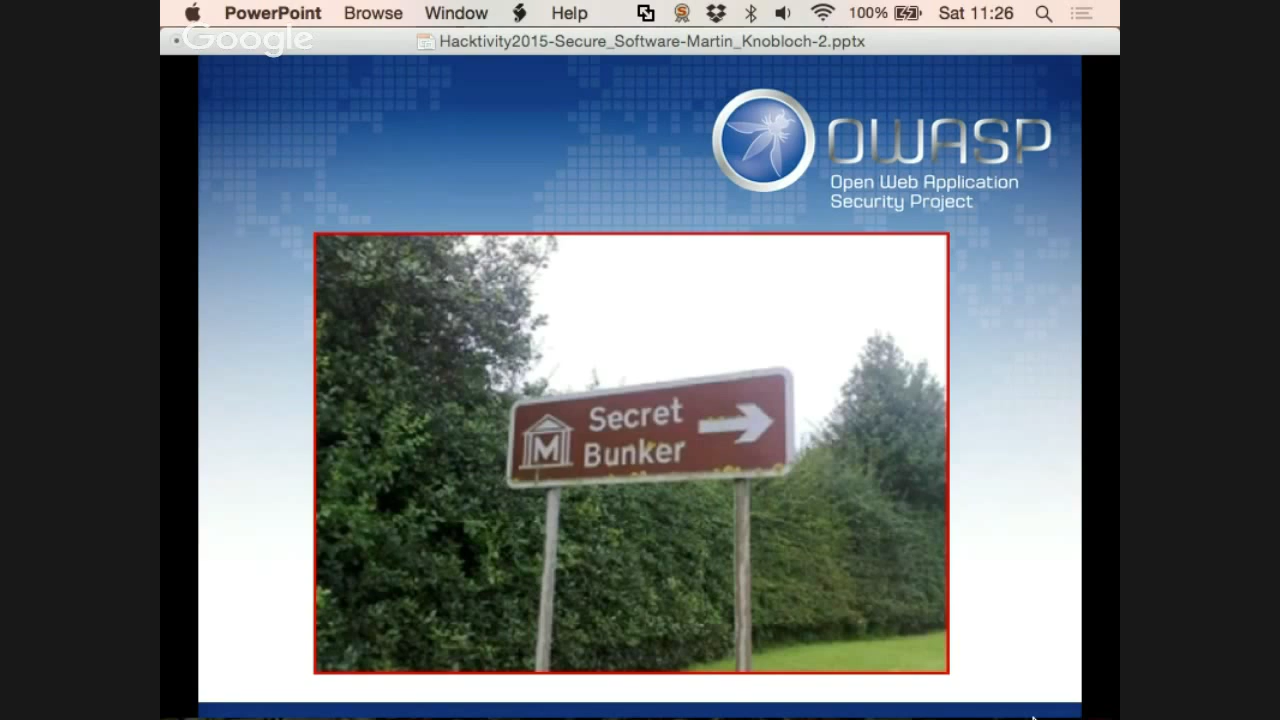 PowerPoint Browse Window Help 100% Sat 11:26
Google
Hacktivity2015-Secure_Software-Martin_Knobloch-2.pptx
OWASP
Open Web Application
Security Project
Secret
M
Bunker